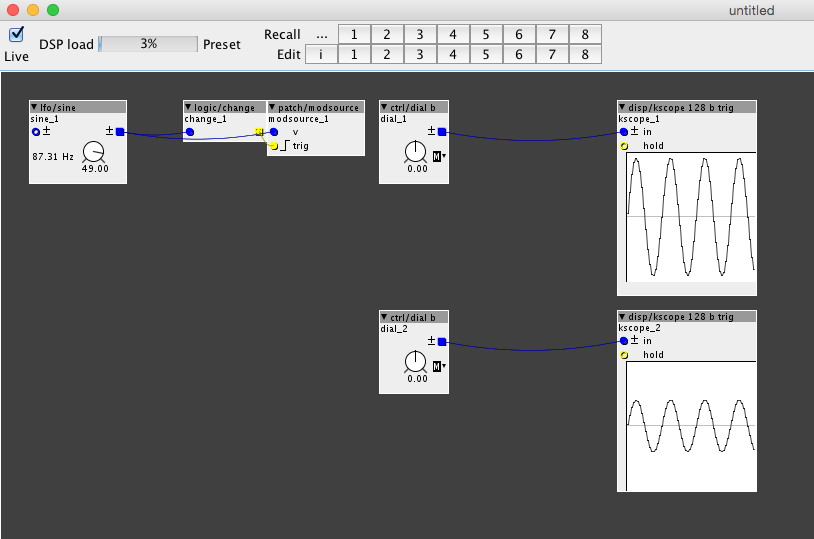 untitled
Live
DSP load 3% Preset
Recall ... 1 2 3 4 5 6 7 8
Edit i 1 2 3 4 5 6 7 8
lfo/sine
sine_1
±
±
87.31 Hz
49.00
logic/change
change_1
patch/modsource
modsource_1
v
trig
ctrl/dial b
dial_1
±
M
0.00
disp/kscope 128 b trig
kscope_1
± in
hold
ctrl/dial b
dial_2
±
M
0.00
disp/kscope 128 b trig
kscope_2
± in
hold